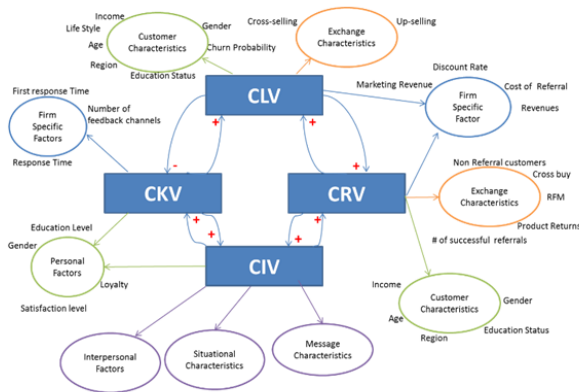 Income
Gender
Life Style
Customer
Characteristics
Age
Churn Probability
Region
Education Status
Cross-selling
Up-selling
Exchange
Characteristics
Discount Rate
Marketing Revenue
Firm
Specific
Factor
Cost of Referral
Revenues
CLV
First response Time
Firm
Specific
Factors
Number of
feedback channels
Response Time
+
+
-
+
CKV
CRV
Non Referral customers
Cross buy
Exchange
Characteristics
RFM
Product Returns
# of successful referrals
+
+
+
+
Education Level
Gender
Personal
Factors
Loyalty
Satisfaction level
CIV
Income
Customer
Characteristics
Gender
Age
Region
Education Status
Interpersonal
Factors
Situational
Characteristics
Message
Characteristics